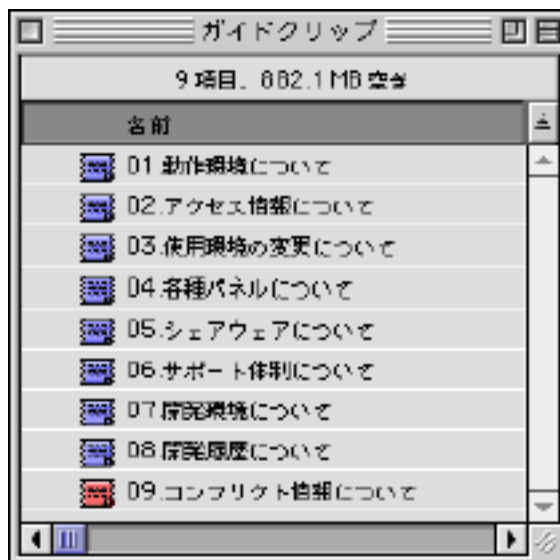 ガイドクリップ
9 項目、882.1 MB 空き
名前
01.動作環境について
02.アクセス情報について
03.使用環境の変更について
04.各種パネルについて
05.シェアウェアについて
06.サポート体制について
07.開発環境について
08.開発履歴について
09.コンフリクト情報について